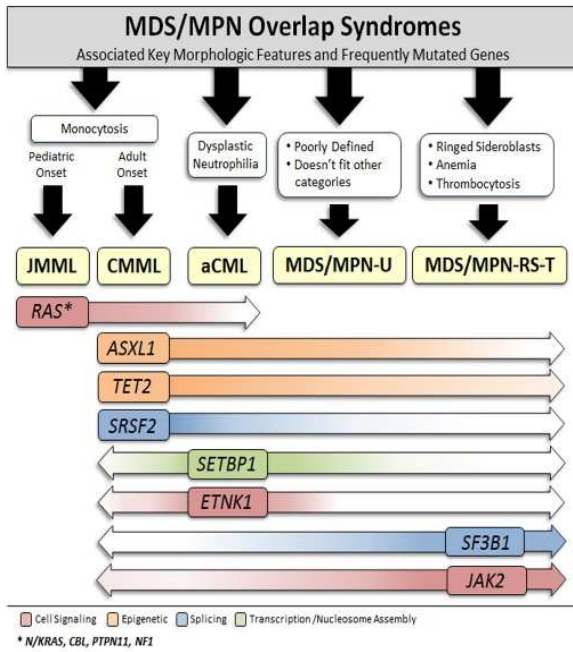 MDS/MPN Overlap Syndromes
Associated Key Morphologic Features and Frequently Mutated Genes
Monocytosis
Pediatric
Onset
Adult
Onset
Dysplastic
Neutrophilia
• Poorly Defined
• Doesn't fit other
categories
• Ringed Sideroblasts
• Anemia
• Thrombocytosis
JMML
CMML
aCML
MDS/MPN-U
MDS/MPN-RS-T
RAS*
ASXL1
TET2
SRSF2
SETBP1
ETNK1
SF3B1
JAK2
Cell Signaling Epigenetic Splicing Transcription/Nucleosome Assembly
* N/KRAS, CBL, PTPN11, NF1